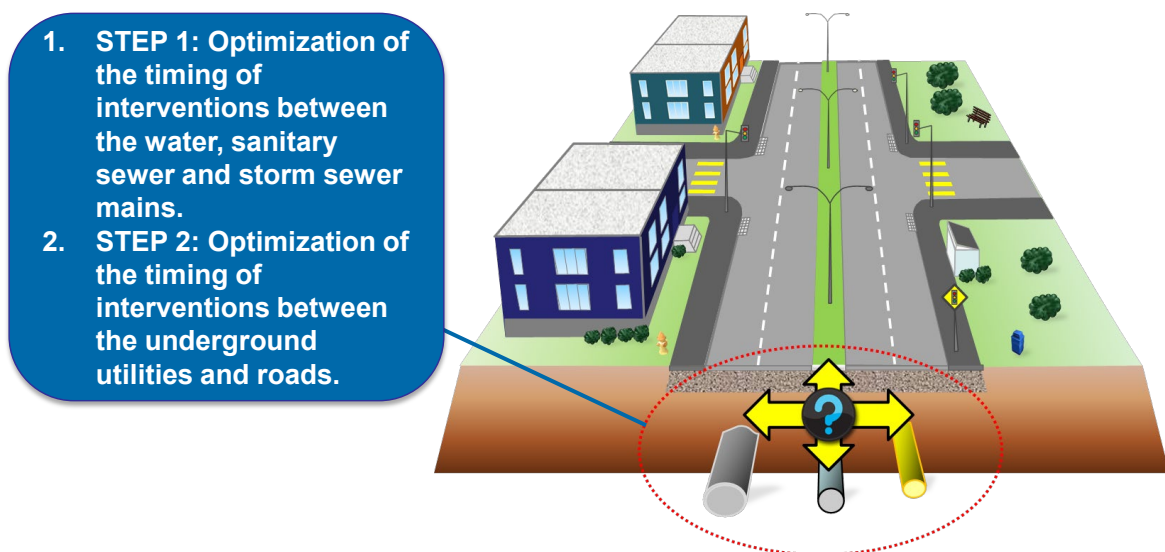 1. STEP 1: Optimization of
the timing of
interventions between
the water, sanitary
sewer and storm sewer
mains.
2. STEP 2: Optimization of
the timing of
interventions between
the underground
utilities and roads.
?